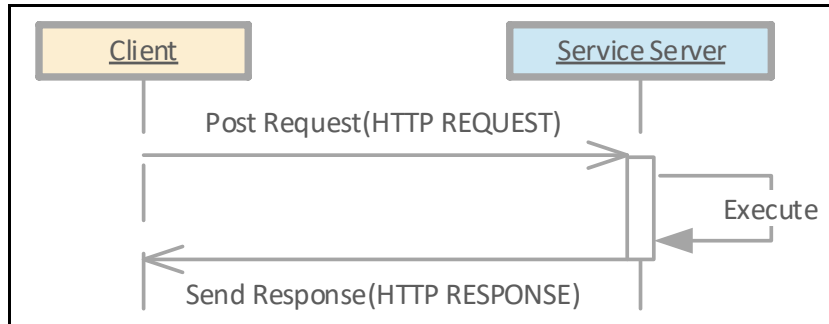 Client
Service Server
Post Request(HTTP REQUEST)
Execute
Send Response(HTTP RESPONSE)